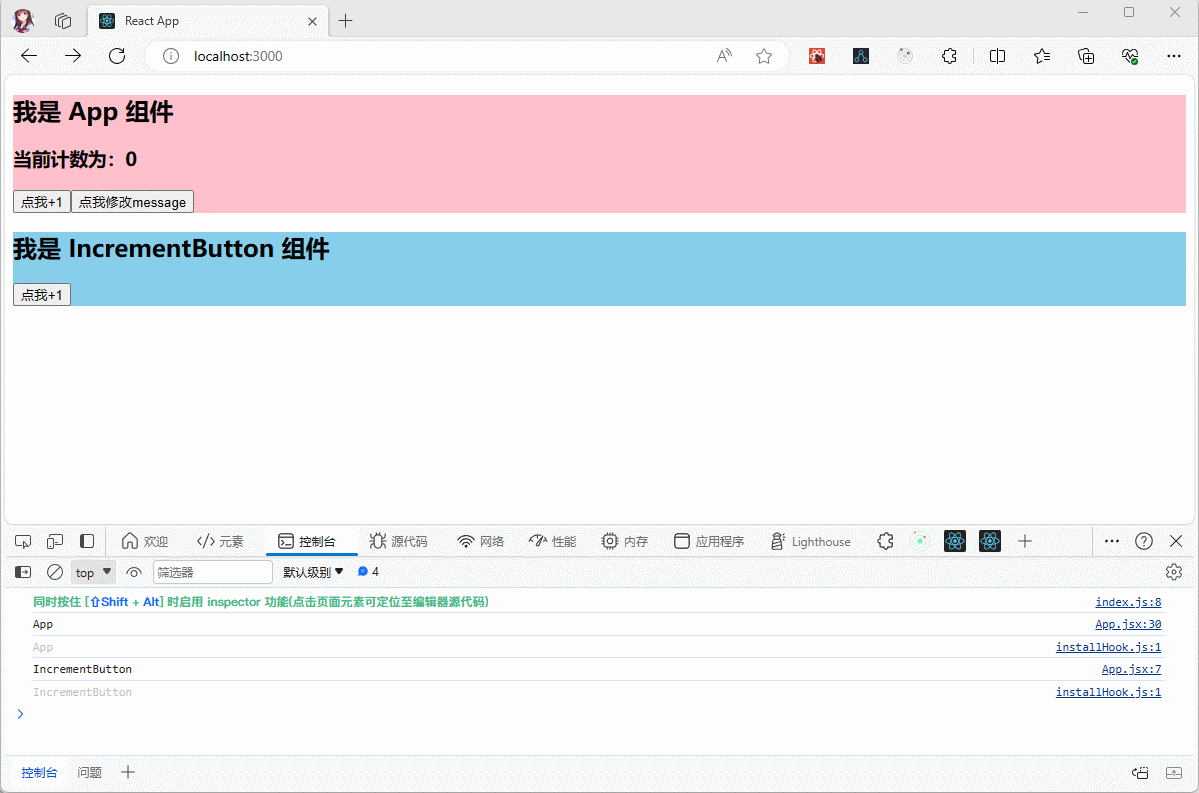 React App
localhost:3000
我是 App 组件
当前计数为：0
点我+1 点我修改message
我是 IncrementButton 组件
点我+1
欢迎 元素 控制台 源代码 网络 性能 内存 应用程序 Lighthouse
top 筛选器 默认级别 4
同时按住 [⇧Shift + Alt] 时启用 inspector 功能(点击页面元素可定位至编辑器源代码) index.js:8
App App.jsx:30
App installHook.js:1
IncrementButton App.jsx:7
IncrementButton installHook.js:1
控制台 问题